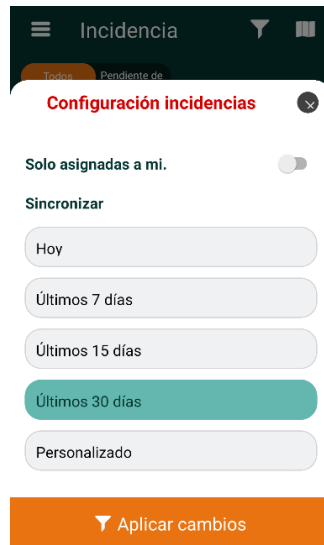 Incidencia
Todos Pendiente de
Configuración incidencias
Solo asignadas a mi.
Sincronizar
Hoy
Últimos 7 días
Últimos 15 días
Últimos 30 días
Personalizado
Aplicar cambios